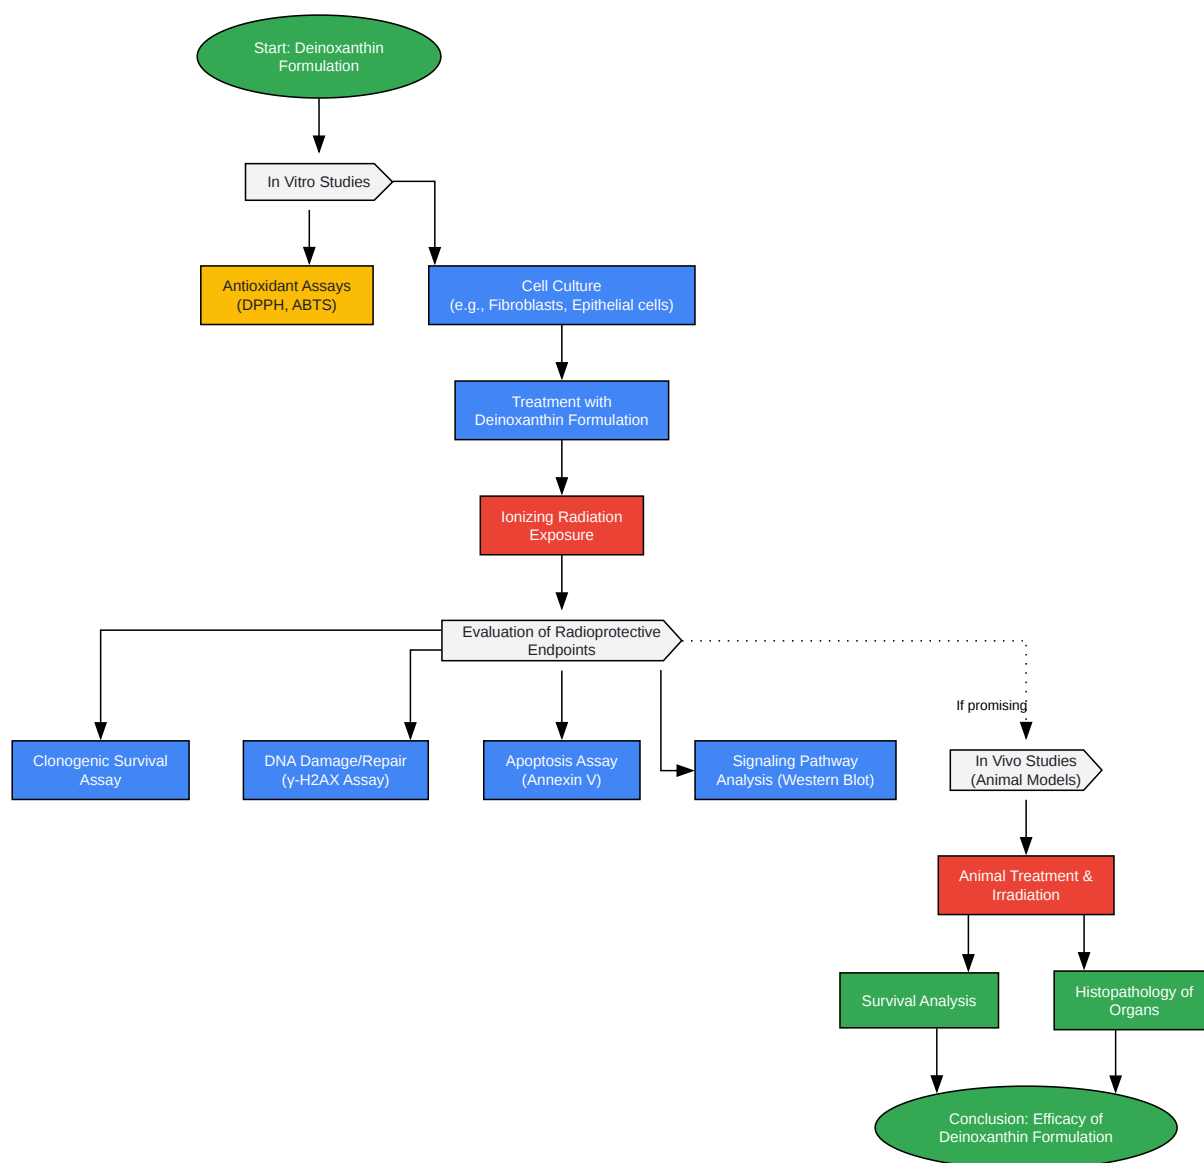 Start: Deinoxanthin
Formulation
In Vitro Studies
Antioxidant Assays
(DPPH, ABTS)
Cell Culture
(e.g., Fibroblasts, Epithelial cells)
Treatment with
Deinoxanthin Formulation
Ionizing Radiation
Exposure
Evaluation of Radioprotective
Endpoints
If promising
Clonogenic Survival
Assay
DNA Damage/Repair
(γ-H2AX Assay)
Apoptosis Assay
(Annexin V)
Signaling Pathway
Analysis (Western Blot)
In Vivo Studies
(Animal Models)
Animal Treatment &
Irradiation
Survival Analysis
Histopathology of
Organs
Conclusion: Efficacy of
Deinoxanthin Formulation